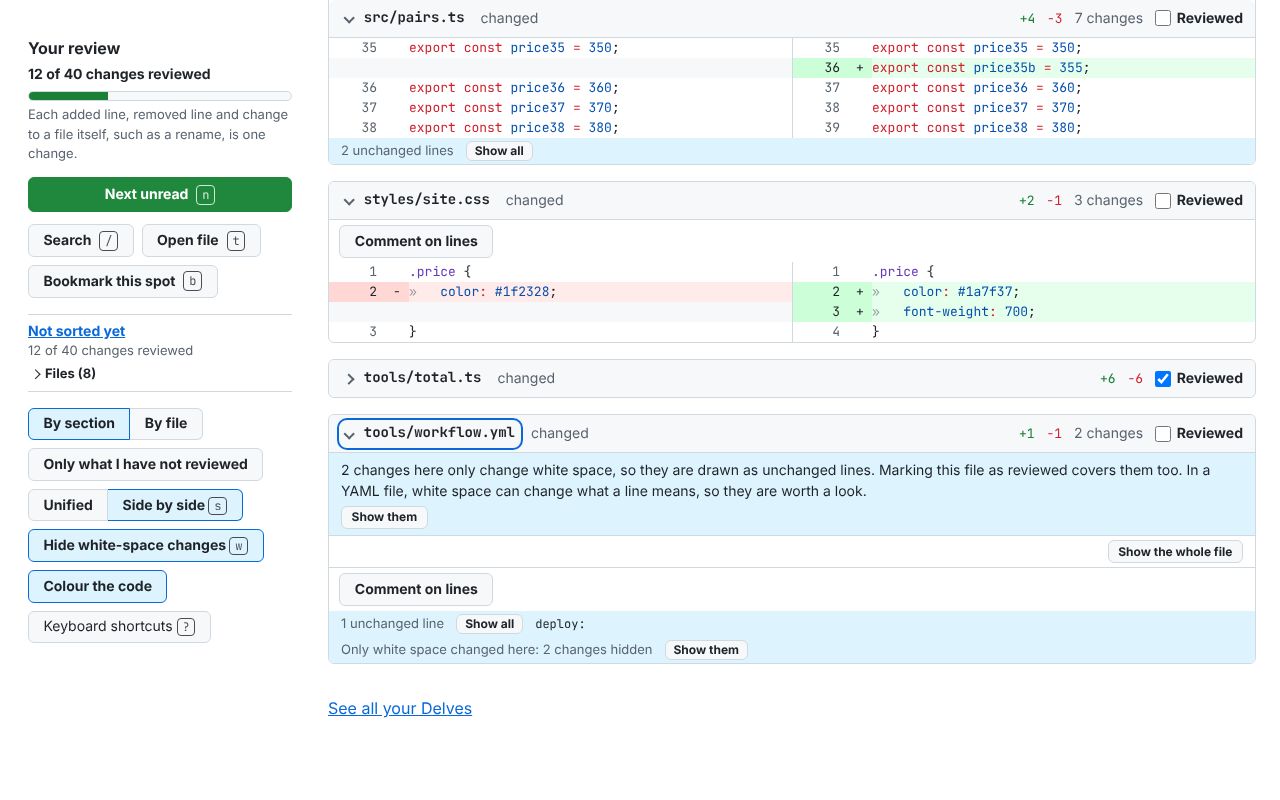 Your review
12 of 40 changes reviewed
Each added line, removed line and change
to a file itself, such as a rename, is one
change.
Next unread n
Search / Open file t
Bookmark this spot b
Not sorted yet
12 of 40 changes reviewed
Files (8)
By section By file
Only what I have not reviewed
Unified Side by side s
Hide white-space changes w
Colour the code
Keyboard shortcuts ?
src/pairs.ts changed +4 -3 7 changes Reviewed
35 export const price35 = 350; 35 export const price35 = 350;
36 + export const price35b = 355;
36 export const price36 = 360; 37 export const price36 = 360;
37 export const price37 = 370; 38 export const price37 = 370;
38 export const price38 = 380; 39 export const price38 = 380;
2 unchanged lines Show all
styles/site.css changed +2 -1 3 changes Reviewed
Comment on lines
1 .price { 1 .price {
2 - » color: #1f2328; 2 + » color: #1a7f37;
3 + » font-weight: 700;
3 } 4 }
tools/total.ts changed +6 -6 Reviewed
tools/workflow.yml changed +1 -1 2 changes Reviewed
2 changes here only change white space, so they are drawn as unchanged lines. Marking this file as reviewed covers them too. In a
YAML file, white space can change what a line means, so they are worth a look.
Show them
Show the whole file
Comment on lines
1 unchanged line Show all deploy:
Only white space changed here: 2 changes hidden Show them
See all your Delves